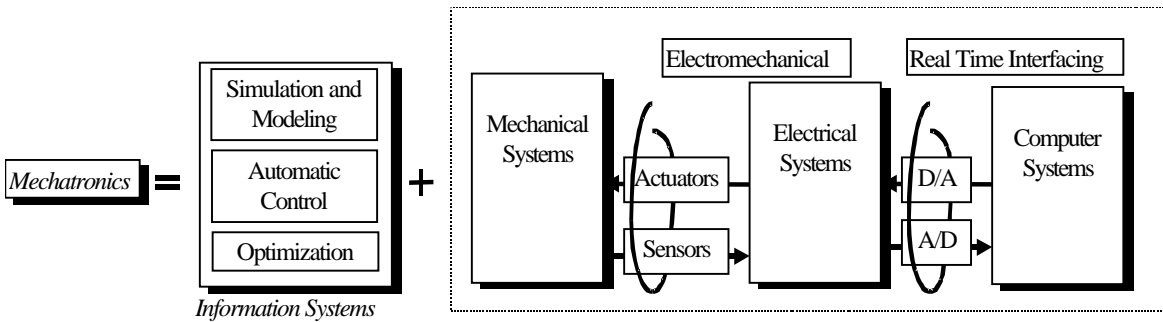 Mechatronics
=
Simulation and
Modeling
Automatic
Control
Optimization
Information Systems
+
Electromechanical
Real Time Interfacing
Mechanical
Systems
Actuators
Sensors
Electrical
Systems
D/A
A/D
Computer
Systems